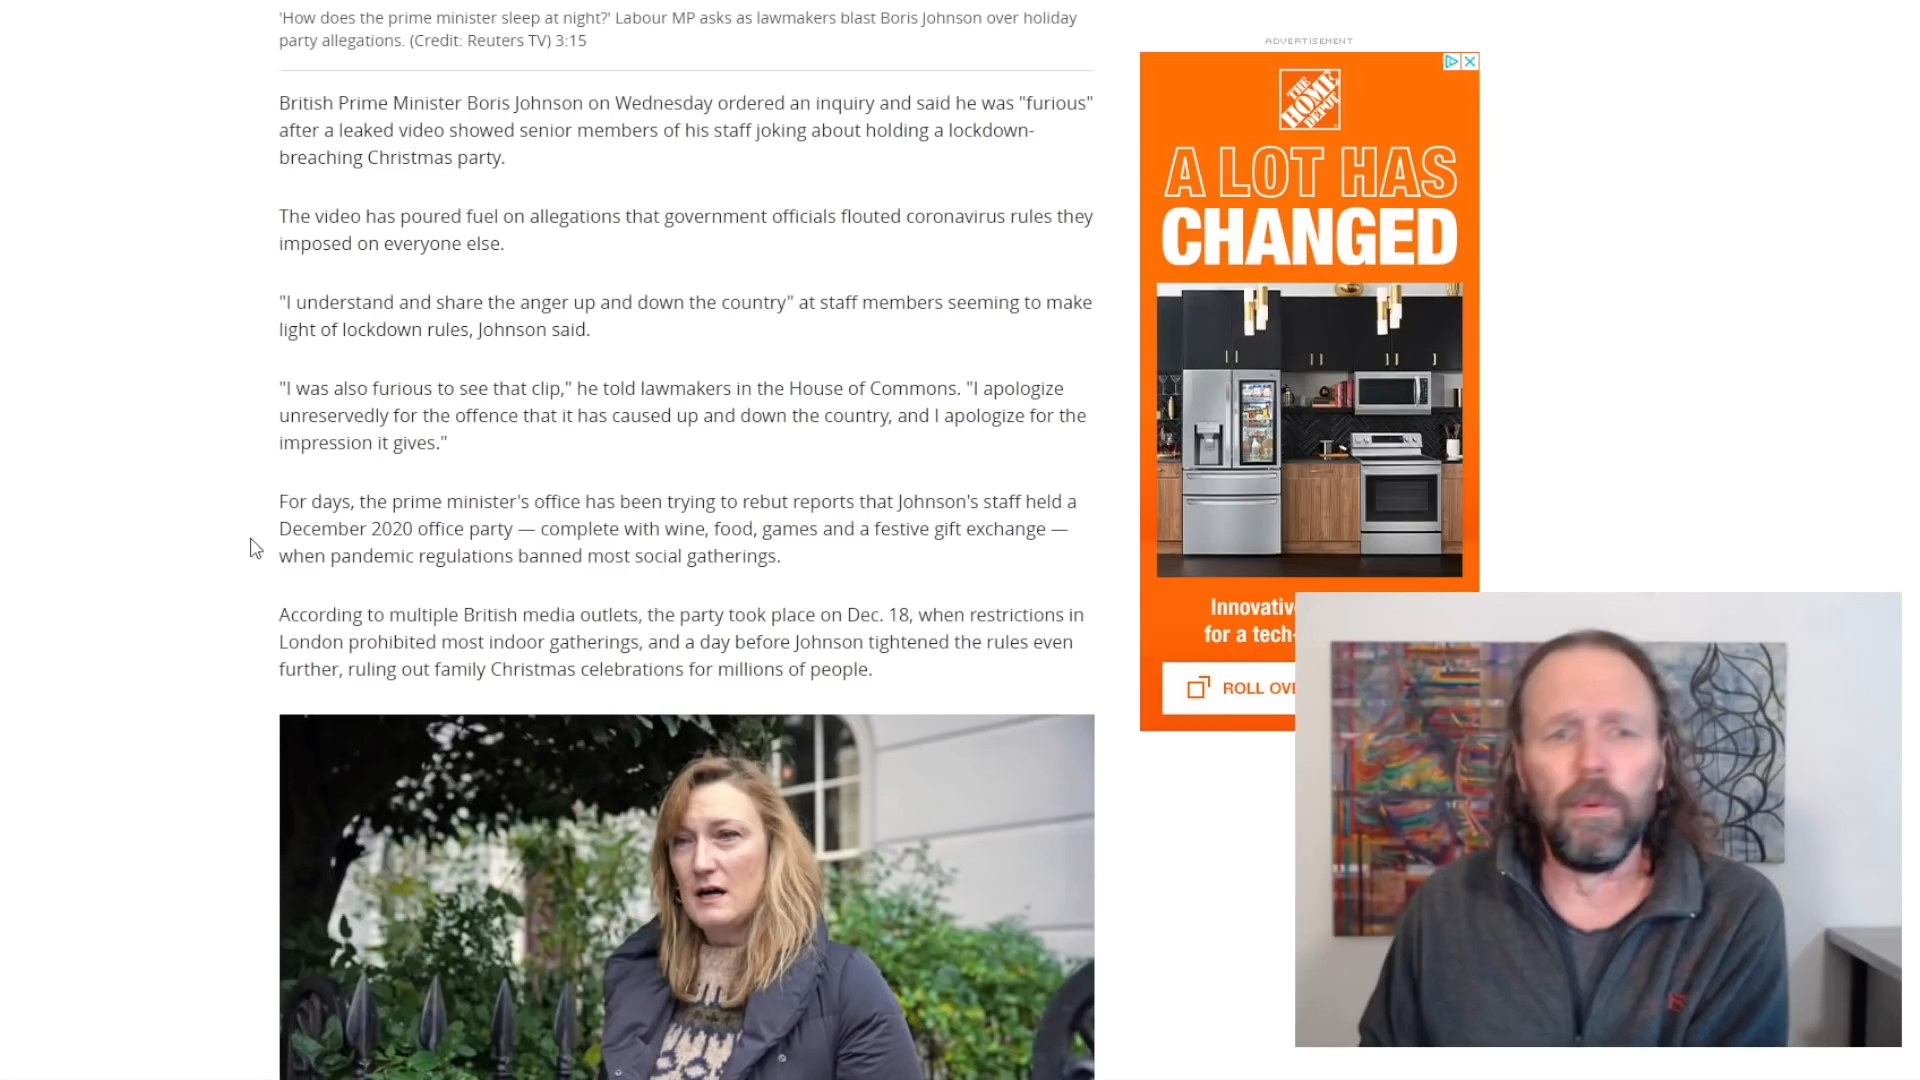 'How does the prime minister sleep at night?' Labour MP asks as lawmakers blast Boris Johnson over holiday
party allegations. (Credit: Reuters TV) 3:15
British Prime Minister Boris Johnson on Wednesday ordered an inquiry and said he was "furious"
after a leaked video showed senior members of his staff joking about holding a lockdown-
breaching Christmas party.
The video has poured fuel on allegations that government officials flouted coronavirus rules they
imposed on everyone else.
"I understand and share the anger up and down the country" at staff members seeming to make
light of lockdown rules, Johnson said.
"I was also furious to see that clip," he told lawmakers in the House of Commons. "I apologize
unreservedly for the offence that it has caused up and down the country, and I apologize for the
impression it gives."
For days, the prime minister's office has been trying to rebut reports that Johnson's staff held a
December 2020 office party — complete with wine, food, games and a festive gift exchange —
when pandemic regulations banned most social gatherings.
According to multiple British media outlets, the party took place on Dec. 18, when restrictions in
London prohibited most indoor gatherings, and a day before Johnson tightened the rules even
further, ruling out family Christmas celebrations for millions of people.
ADVERTISEMENT
THE
HOME
DEPOT
A LOT HAS
CHANGED
Innovativ
for a tech-
ROLL OVE